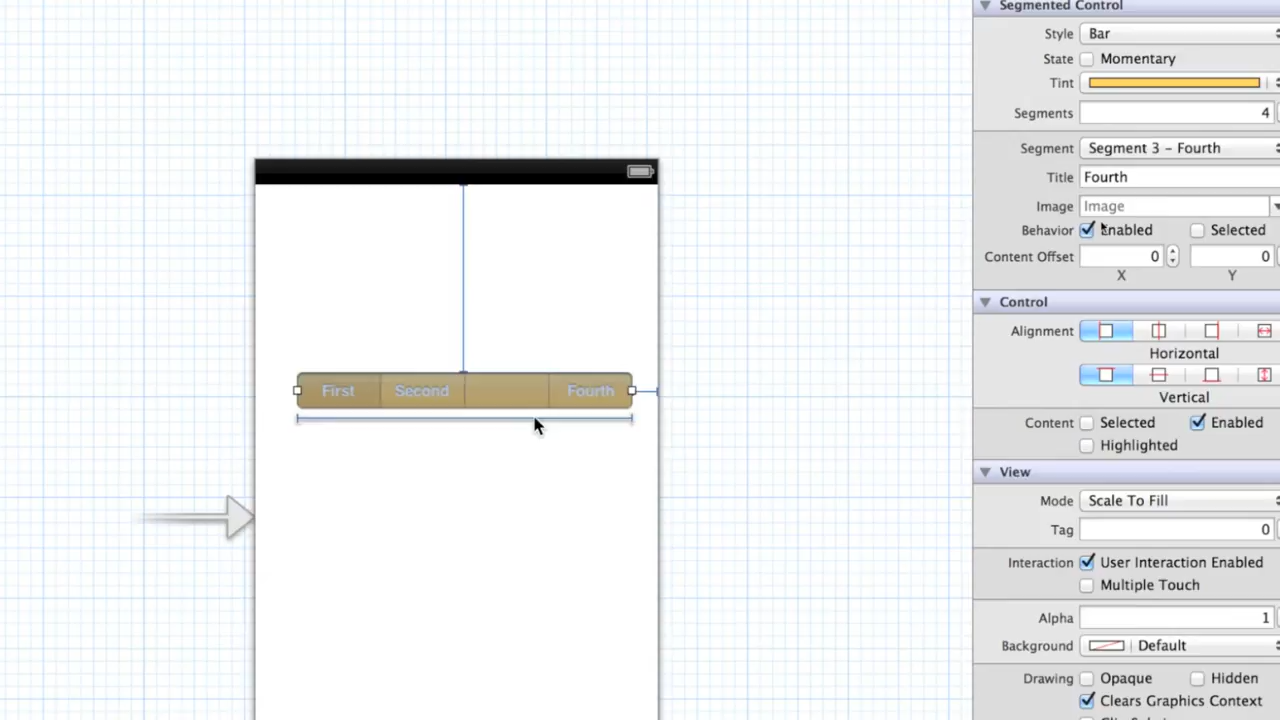 Segmented Control
Style Bar
State Momentary
Tint
Segments 4
Segment Segment 3 – Fourth
Title Fourth
Image Image
Behavior Enabled Selected
Content Offset 0 0
X Y
Control
Alignment
Horizontal
Vertical
Content Selected Enabled
Highlighted
View
Mode Scale To Fill
Tag 0
Interaction User Interaction Enabled
Multiple Touch
Alpha 1
Background Default
Drawing Opaque Hidden
Clears Graphics Context
First Second Fourth